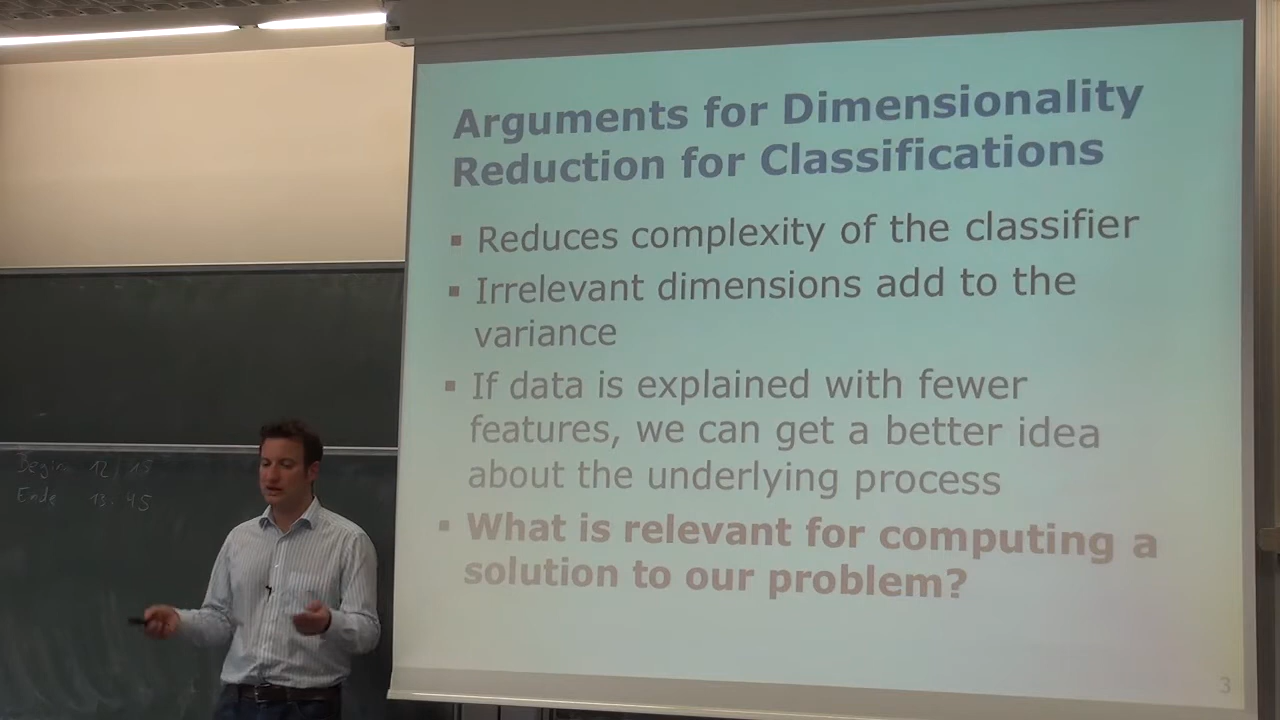 Arguments for Dimensionality
Reduction for Classifications
▪ Reduces complexity of the classifier
▪ Irrelevant dimensions add to the
variance
▪ If data is explained with fewer
features, we can get a better idea
about the underlying process
▪ What is relevant for computing a
solution to our problem?
3
Begin 12
Ende 13.45